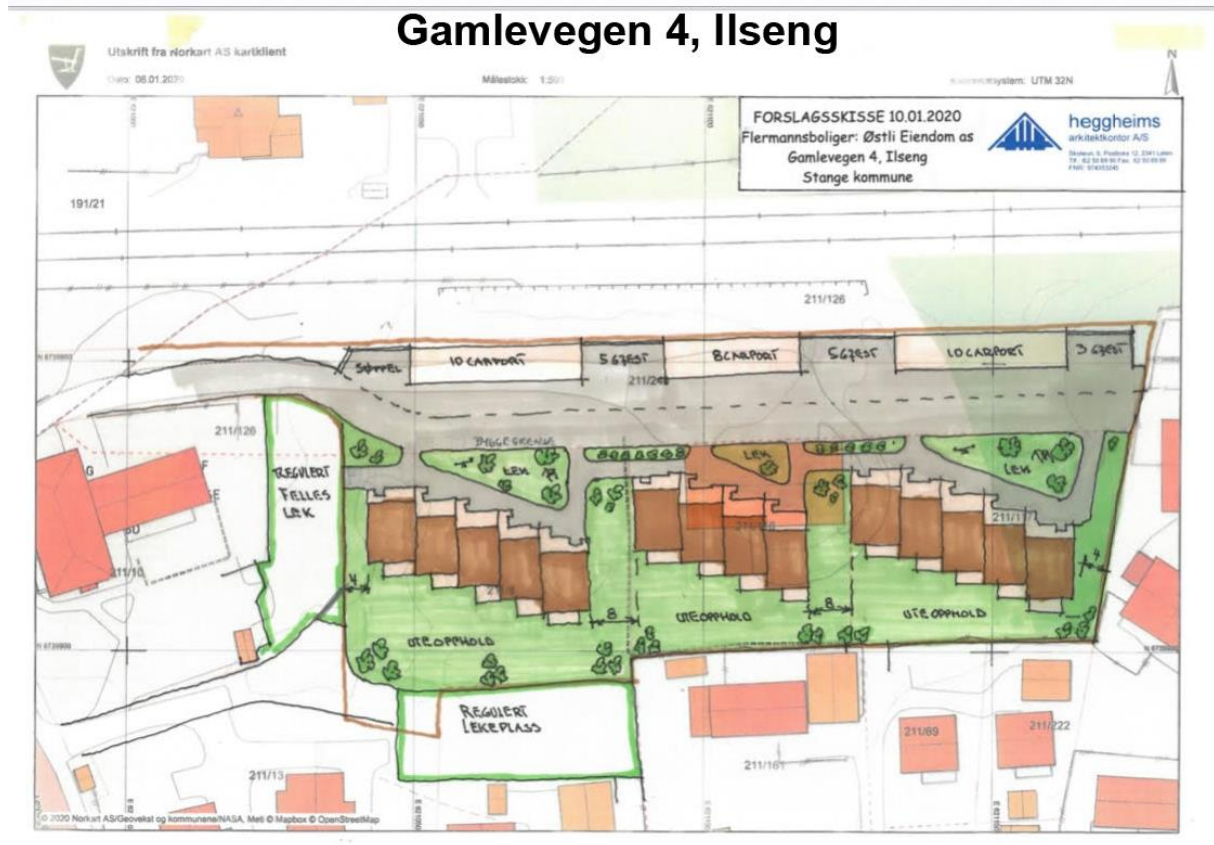 Gamlevegen 4, Ilseng
Utskrift fra Norkart AS kartklient
Dato: 08.01.2020
Målestokk: 1:500
UTM 32N
N
FORSLAGSSKISSE 10.01.2020
Flermannsboliger: Østli Eiendom as
Gamlevegen 4, Ilseng
Stange kommune
heggheims
arkitektkontor A/S
191/21
211/126
SØPPEL
10 CARPORT
5 GJEST
8 CARPORT
5 GJEST
10 CARPORT
3 GJEST
211/126
BYGGEGRENSE
LEK
LEK
LEK
REGULERT
FELLES
LEK
211/10
4
8
8
4
UTEOPPHOLD
UTEOPPHOLD
UTEOPPHOLD
REGULERT
LEKEPLASS
211/13
211/161
211/89
211/222
© 2020 Norkart AS/Geovekst og kommunene/NASA, Meti © Mapbox © OpenStreetMap